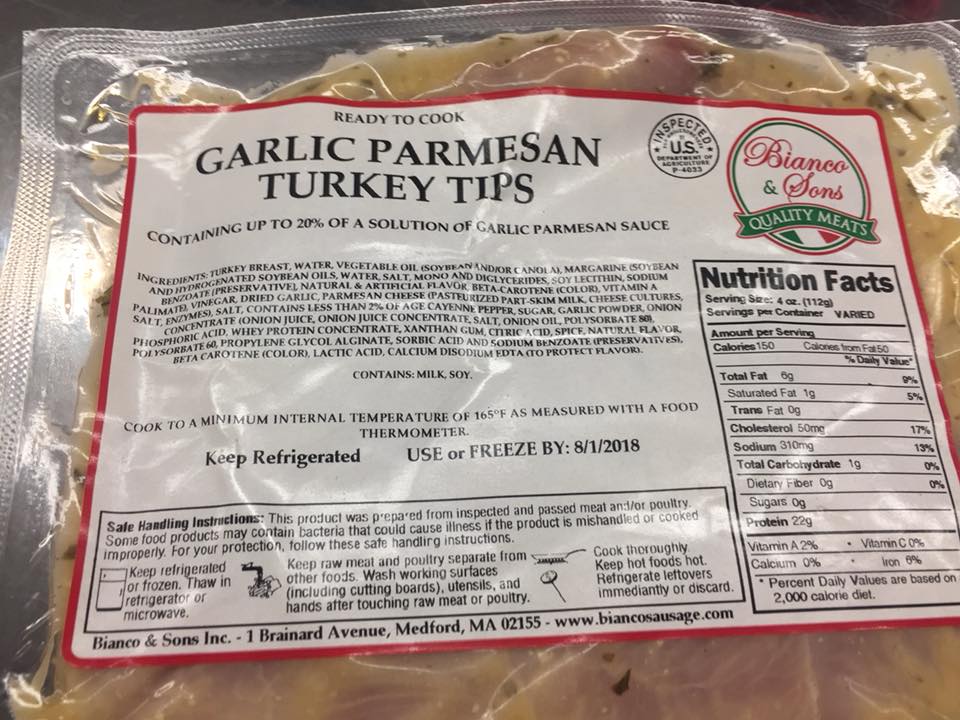 READY TO COOK
GARLIC PARMESAN
TURKEY TIPS
CONTAINING UP TO 20% OF A SOLUTION OF GARLIC PARMESAN SAUCE
INSPECTED
U.S.
DEPARTMENT OF
AGRICULTURE
P-4033
Bianco
& Sons
QUALITY MEATS
INGREDIENTS: TURKEY BREAST, WATER, VEGETABLE OIL (SOYBEAN AND/OR CANOLA), MARGARINE (SOYBEAN
AND HYDROGENATED SOYBEAN OILS, WATER, SALT, MONO AND DIGLYCERIDES, SOY LECITHIN, SODIUM
BENZOATE (PRESERVATIVE), NATURAL & ARTIFICIAL FLAVOR, BETA-CAROTENE (COLOR), VITAMIN A
PALIMATE), VINEGAR, DRIED GARLIC, PARMESAN CHEESE (PASTEURIZED PART-SKIM MILK, CHEESE CULTURES,
SALT, ENZYMES), SALT, CONTAINS LESS THAN 2% OF AGE CAYENNE PEPPER, SUGAR, GARLIC POWDER, ONION
CONCENTRATE (ONION JUICE, ONION JUICE CONCENTRATE, SALT, ONION OIL, POLYSORBATE 80),
PHOSPHORIC ACID, WHEY PROTEIN CONCENTRATE, XANTHAN GUM, CITRIC ACID, SPICE, NATURAL FLAVOR,
POLYSORBATE 60, PROPYLENE GLYCOL ALGINATE, SORBIC ACID AND SODIUM BENZOATE (PRESERVATIVES),
BETA CAROTENE (COLOR), LACTIC ACID, CALCIUM DISODIUM EDTA (TO PROTECT FLAVOR).
CONTAINS: MILK, SOY.
COOK TO A MINIMUM INTERNAL TEMPERATURE OF 165°F AS MEASURED WITH A FOOD
THERMOMETER.
Keep Refrigerated USE or FREEZE BY: 8/1/2018
Nutrition Facts
Serving Size: 4 oz. (112g)
Servings per Container VARIED
Amount per Serving
Calories 150 Calories from Fat 50
% Daily Value*
Total Fat 6g 9%
Saturated Fat 1g 5%
Trans Fat 0g
Cholesterol 50mg 17%
Sodium 310mg 13%
Total Carbohydrate 1g 0%
Dietary Fiber 0g 0%
Sugars 0g
Protein 22g
Vitamin A 2% • Vitamin C 0%
Calcium 0% • Iron 6%
* Percent Daily Values are based on
2,000 calorie diet.
Safe Handling Instructions: This product was prepared from inspected and passed meat and/or poultry.
Some food products may contain bacteria that could cause illness if the product is mishandled or cooked
improperly. For your protection, follow these safe handling instructions.
Keep refrigerated
or frozen. Thaw in
refrigerator or
microwave.
Keep raw meat and poultry separate from
other foods. Wash working surfaces
(including cutting boards), utensils, and
hands after touching raw meat or poultry.
Cook thoroughly.
Keep hot foods hot.
Refrigerate leftovers
immediately or discard.
Bianco & Sons Inc. - 1 Brainard Avenue, Medford, MA 02155 - www.biancosausage.com